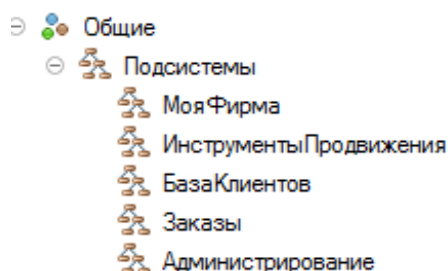 Общие
Подсистемы
МояФирма
ИнструментыПродвижения
БазаКлиентов
Заказы
Администрирование